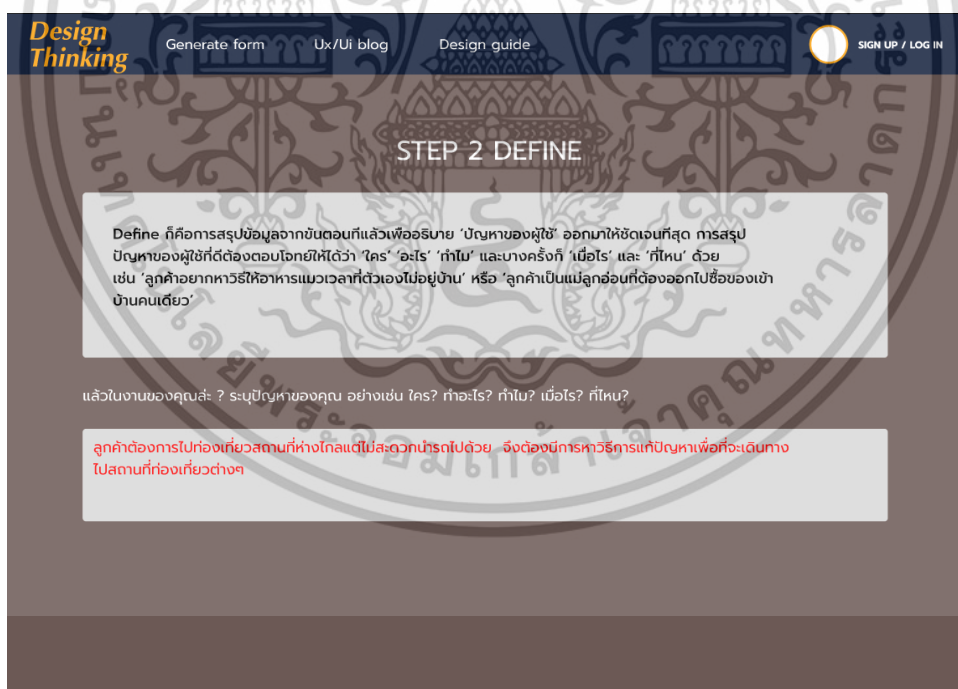 Design
Thinking
Generate form
Ux/Ui blog
Design guide
SIGN UP / LOG IN
STEP 2 DEFINE
Define ก็คือการสรุปข้อมูลจากขั้นตอนที่แล้วเพื่ออธิบาย ‘ปัญหาของผู้ใช้’ ออกมาให้ชัดเจนที่สุด การสรุป
ปัญหาของผู้ใช้ที่ดีต้องตอบโจทย์ให้ได้ว่า ‘ใคร’ ‘อะไร’ ‘ทำไม’ และบางครั้งก็ ‘เมื่อไร’ และ ‘ที่ไหน’ ด้วย
เช่น ‘ลูกค้าอยากหาวิธีให้อาหารแมวเวลาที่ตัวเองไม่อยู่บ้าน’ หรือ ‘ลูกค้าเป็นแม่ลูกอ่อนที่ต้องออกไปซื้อของเข้า
บ้านคนเดียว’
แล้วในงานของคุณล่ะ ? ระบุปัญหาของคุณ อย่างเช่น ใคร? ทำอะไร? ทำไม? เมื่อไร? ที่ไหน?
ลูกค้าต้องการไปท่องเที่ยวสถานที่ห่างไกลแต่ไม่สะดวกนำรถไปด้วย จึงต้องมีการหาวิธีการแก้ปัญหาเพื่อที่จะเดินทาง
ไปสถานที่ท่องเที่ยวต่างๆ